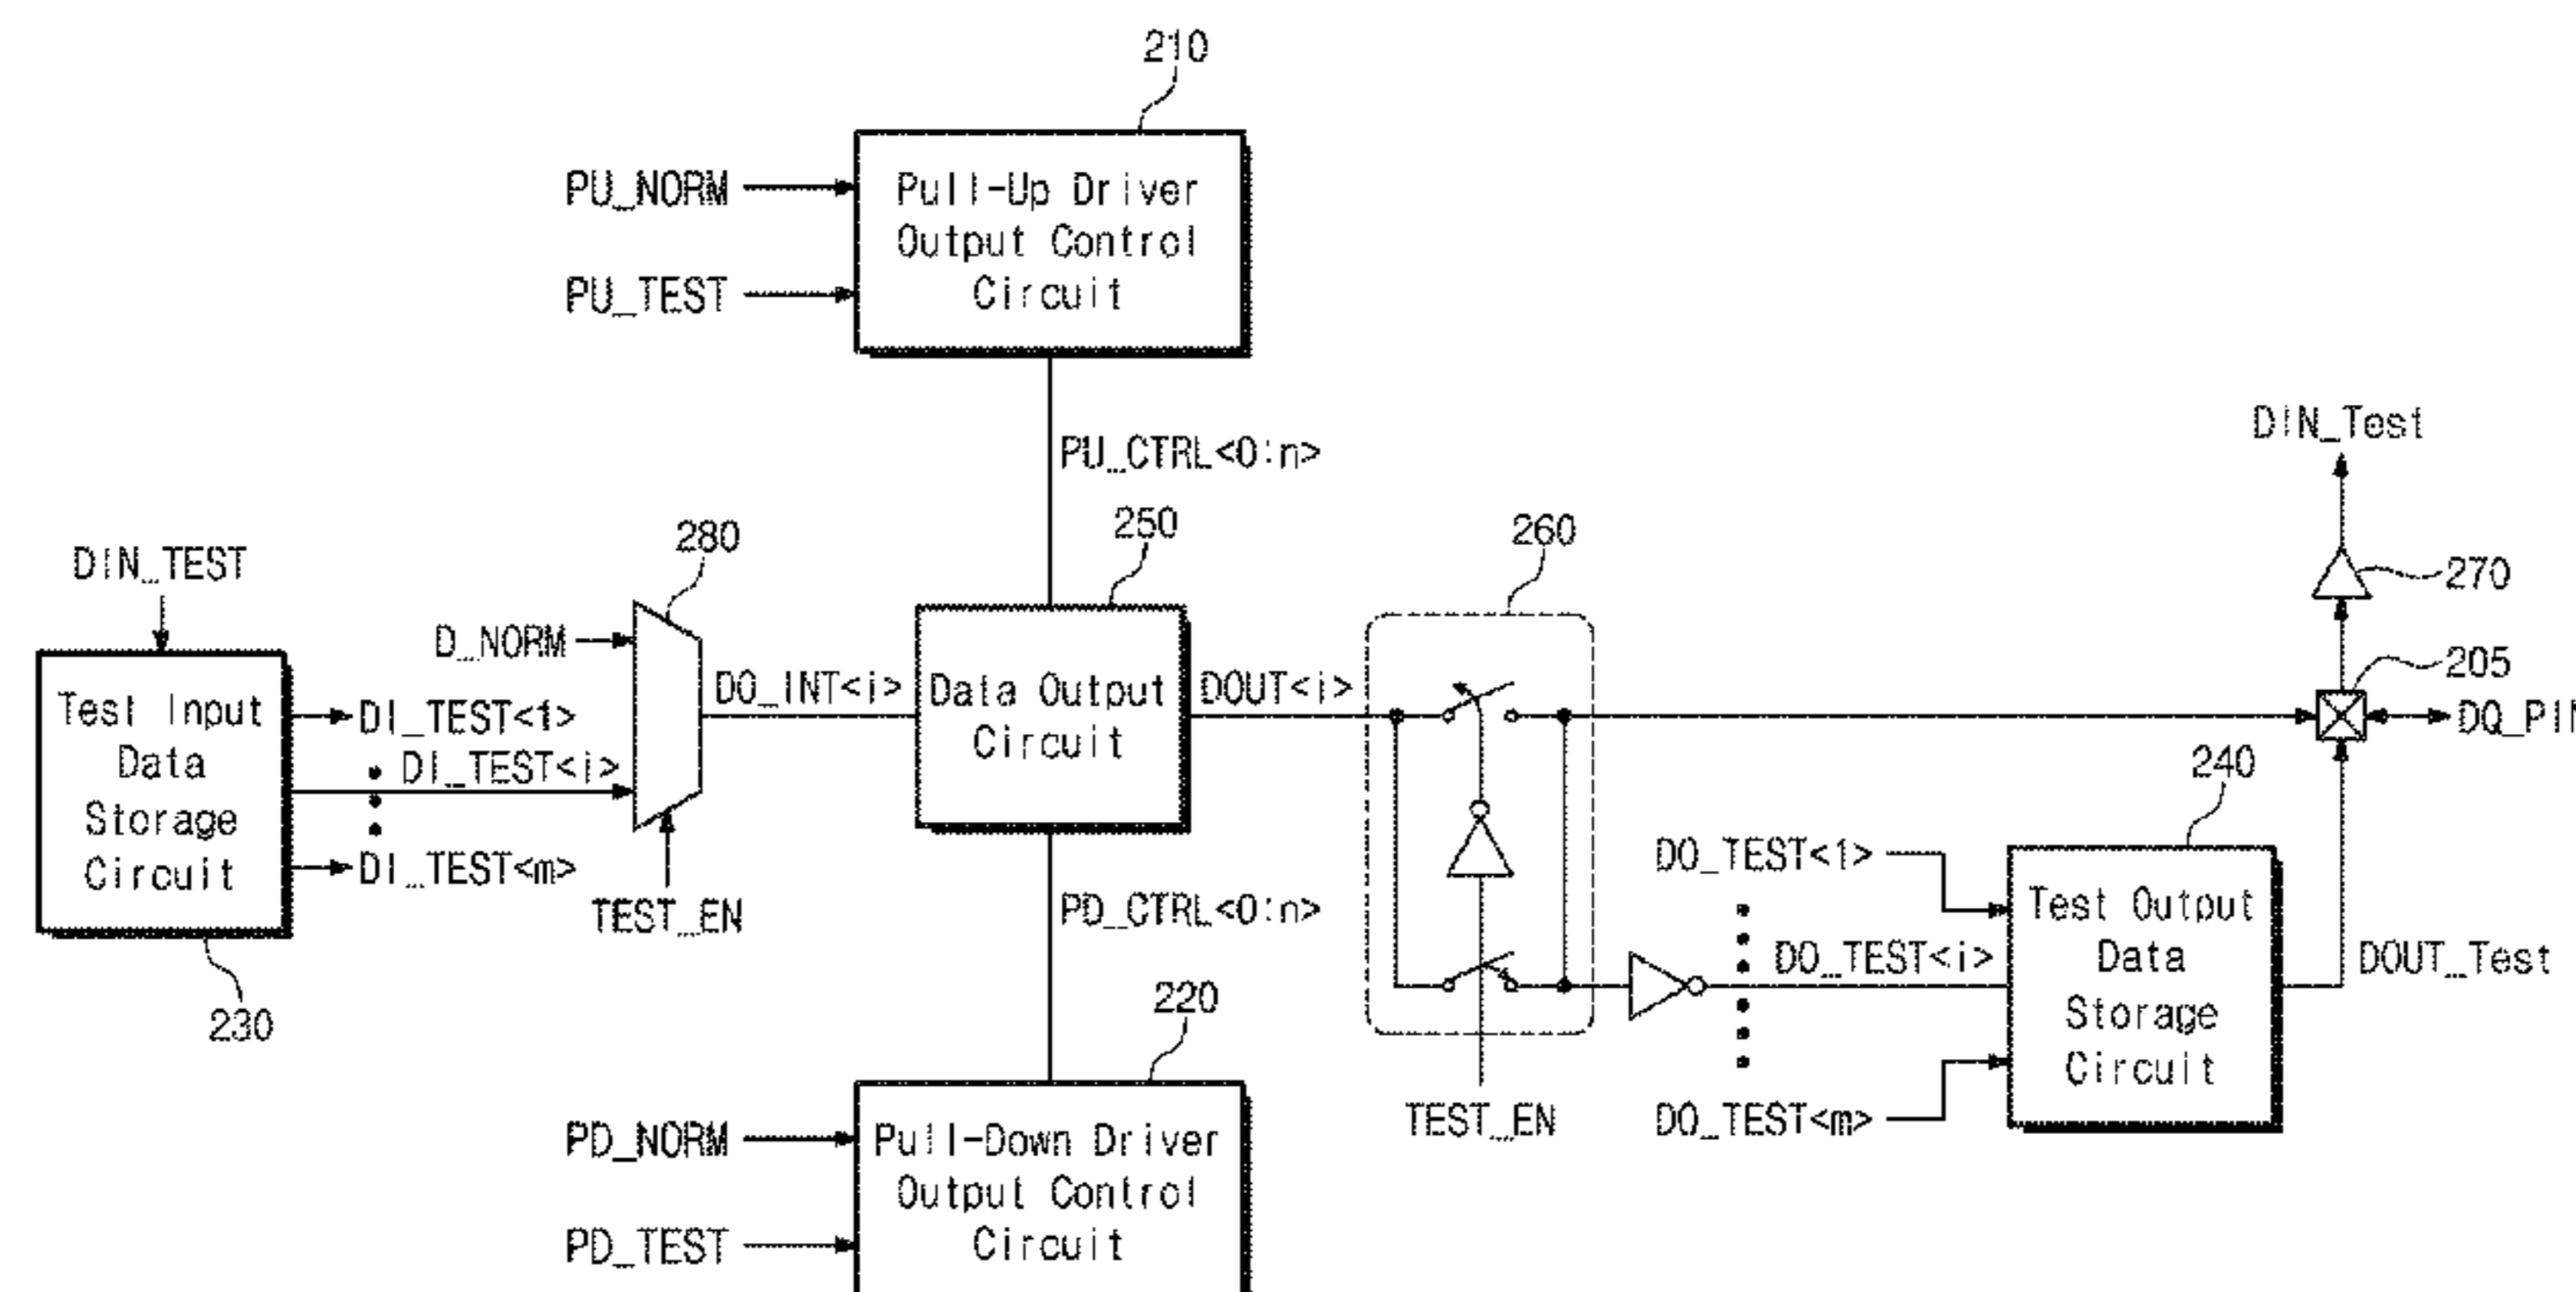 210
PU_NORM
PU_TEST
Pull-Up Driver
Output Control
Circuit
PU_CTRL<0:n>
DIN_Test
270
205
DQ_PIN
DIN_TEST
280
250
260
D_NORM
Test Input
Data
Storage
Circuit
DI_TEST<1>
DI_TEST<i>
DI_TEST<m>
230
TEST_EN
DO_INT<i>
Data Output
Circuit
DOUT<i>
PD_CTRL<0:n>
240
DO_TEST<1>
DO_TEST<i>
DO_TEST<m>
Test Output
Data
Storage
Circuit
DOUT_Test
TEST_EN
220
PD_NORM
PD_TEST
Pull-Down Driver
Output Control
Circuit